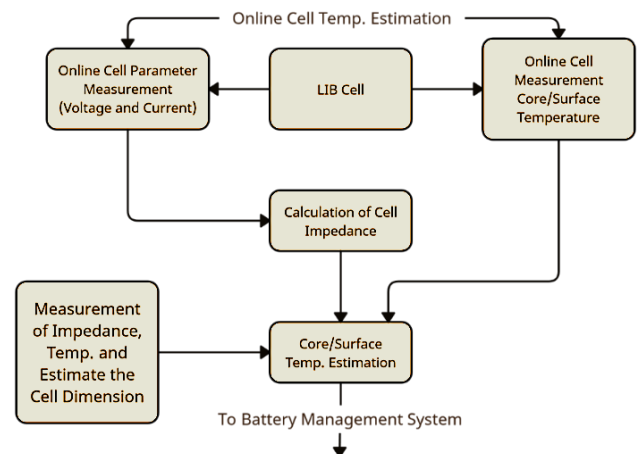 Online Cell Temp. Estimation
Online Cell Parameter
Measurement
(Voltage and Current)
LIB Cell
Online Cell
Measurement
Core/Surface
Temperature
Calculation of Cell
Impedance
Measurement
of Impedance,
Temp. and
Estimate the
Cell Dimension
Core/Surface
Temp. Estimation
To Battery Management System